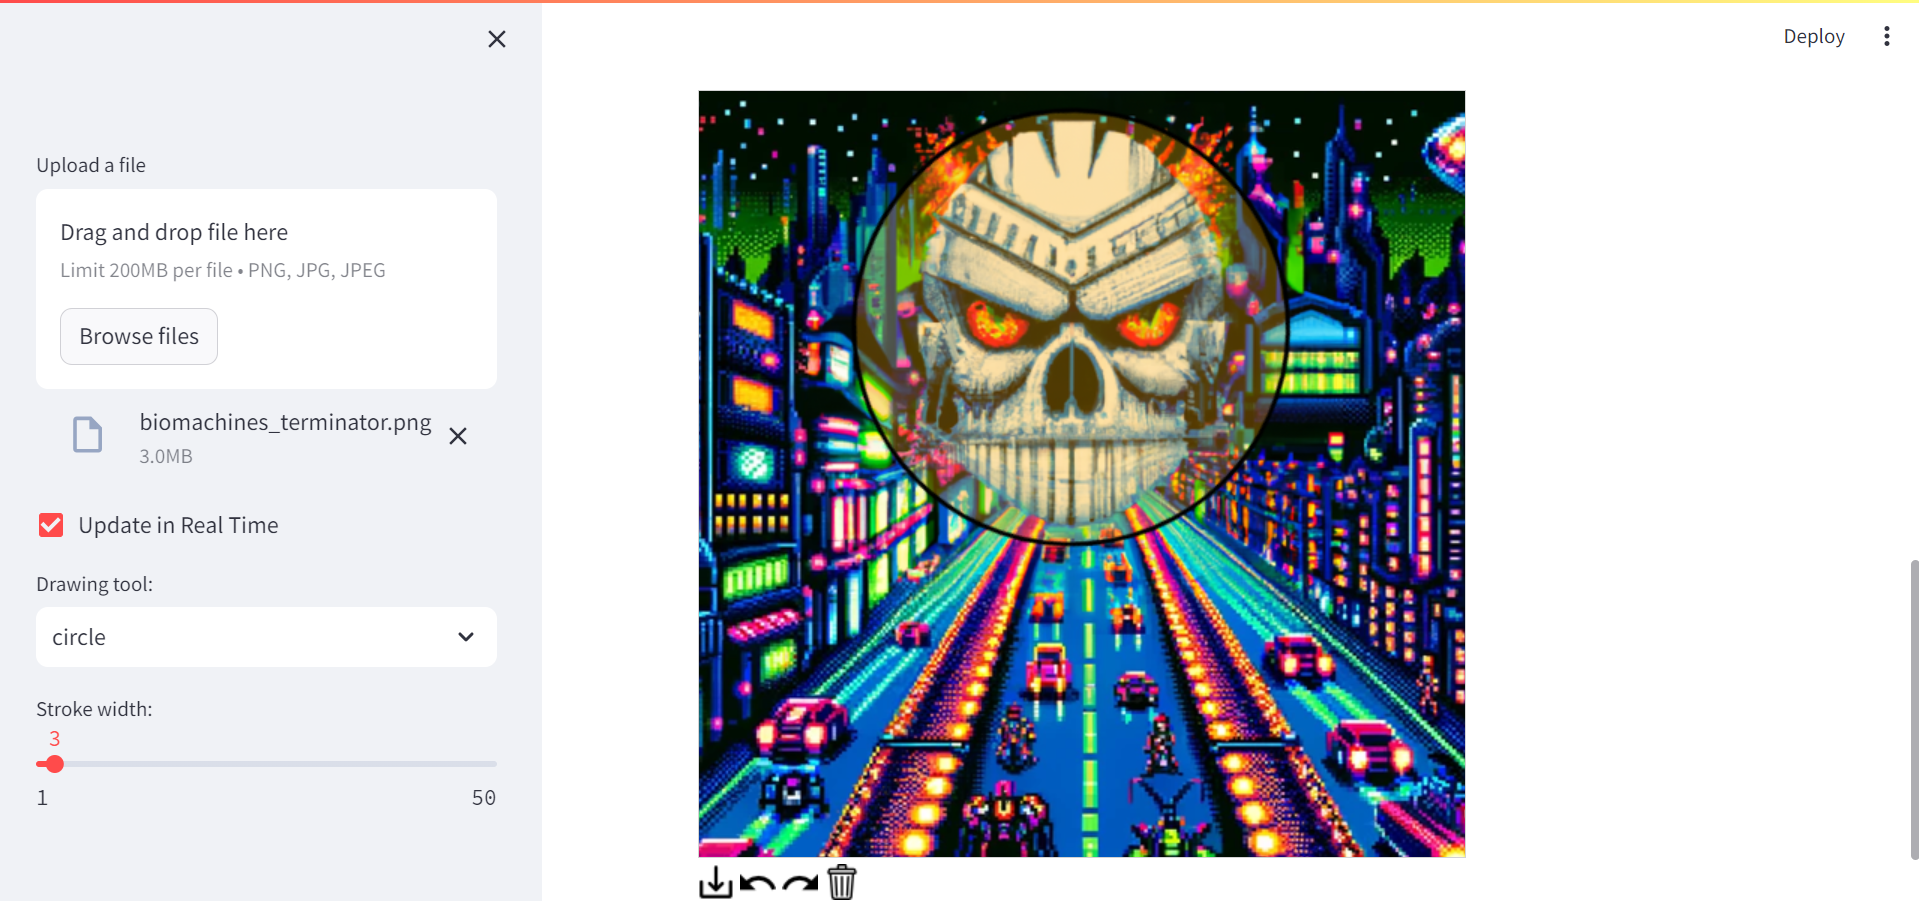 Deploy
Upload a file
Drag and drop file here
Limit 200MB per file • PNG, JPG, JPEG
Browse files
biomachines_terminator.png
3.0MB
Update in Real Time
Drawing tool:
circle
Stroke width:
3
1
50